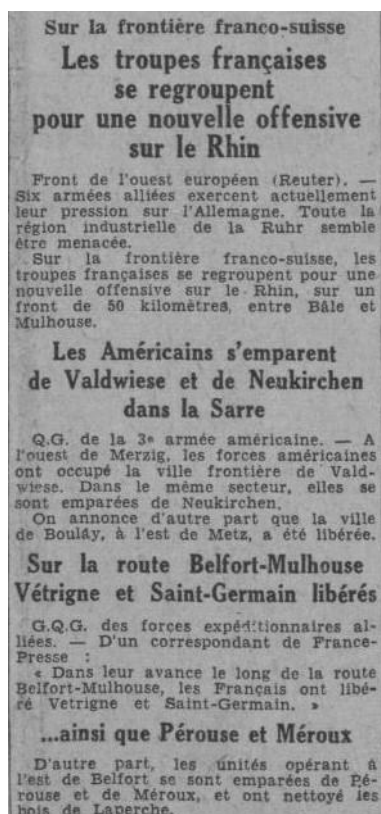 Sur la frontière franco-suisse
Les troupes françaises
se regroupent
pour une nouvelle offensive
sur le Rhin
Front de l'ouest européen (Reuter). —
Six armées alliées exercent actuellement
leur pression sur l'Allemagne. Toute la
région industrielle de la Ruhr semble
être menacée.
Sur la frontière franco-suisse, les
troupes françaises se regroupent pour une
nouvelle offensive sur le Rhin, sur un
front de 50 kilomètres, entre Bâle et
Mulhouse.
Les Américains s'emparent
de Valdwiese et de Neukirchen
dans la Sarre
Q.G. de la 3e armée américaine. — A
l'ouest de Merzig, les forces américaines
ont occupé la ville frontière de Vald-
wiese. Dans le même secteur, elles se
sont emparées de Neukirchen.
On annonce d'autre part que la ville
de Boulay, à l'est de Metz, a été libérée.
Sur la route Belfort-Mulhouse
Vétrigne et Saint-Germain libérés
G.Q.G. des forces expéditionnaires al-
liées. — D'un correspondant de France-
Presse :
« Dans leur avance le long de la route
Belfort-Mulhouse, les Français ont libé-
ré Vetrigne et Saint-Germain. »
...ainsi que Pérouse et Méroux
D'autre part, les unités opérant à
l'est de Belfort se sont emparées de Pé-
rouse et de Méroux, et ont nettoyé les
bois de Laperche.